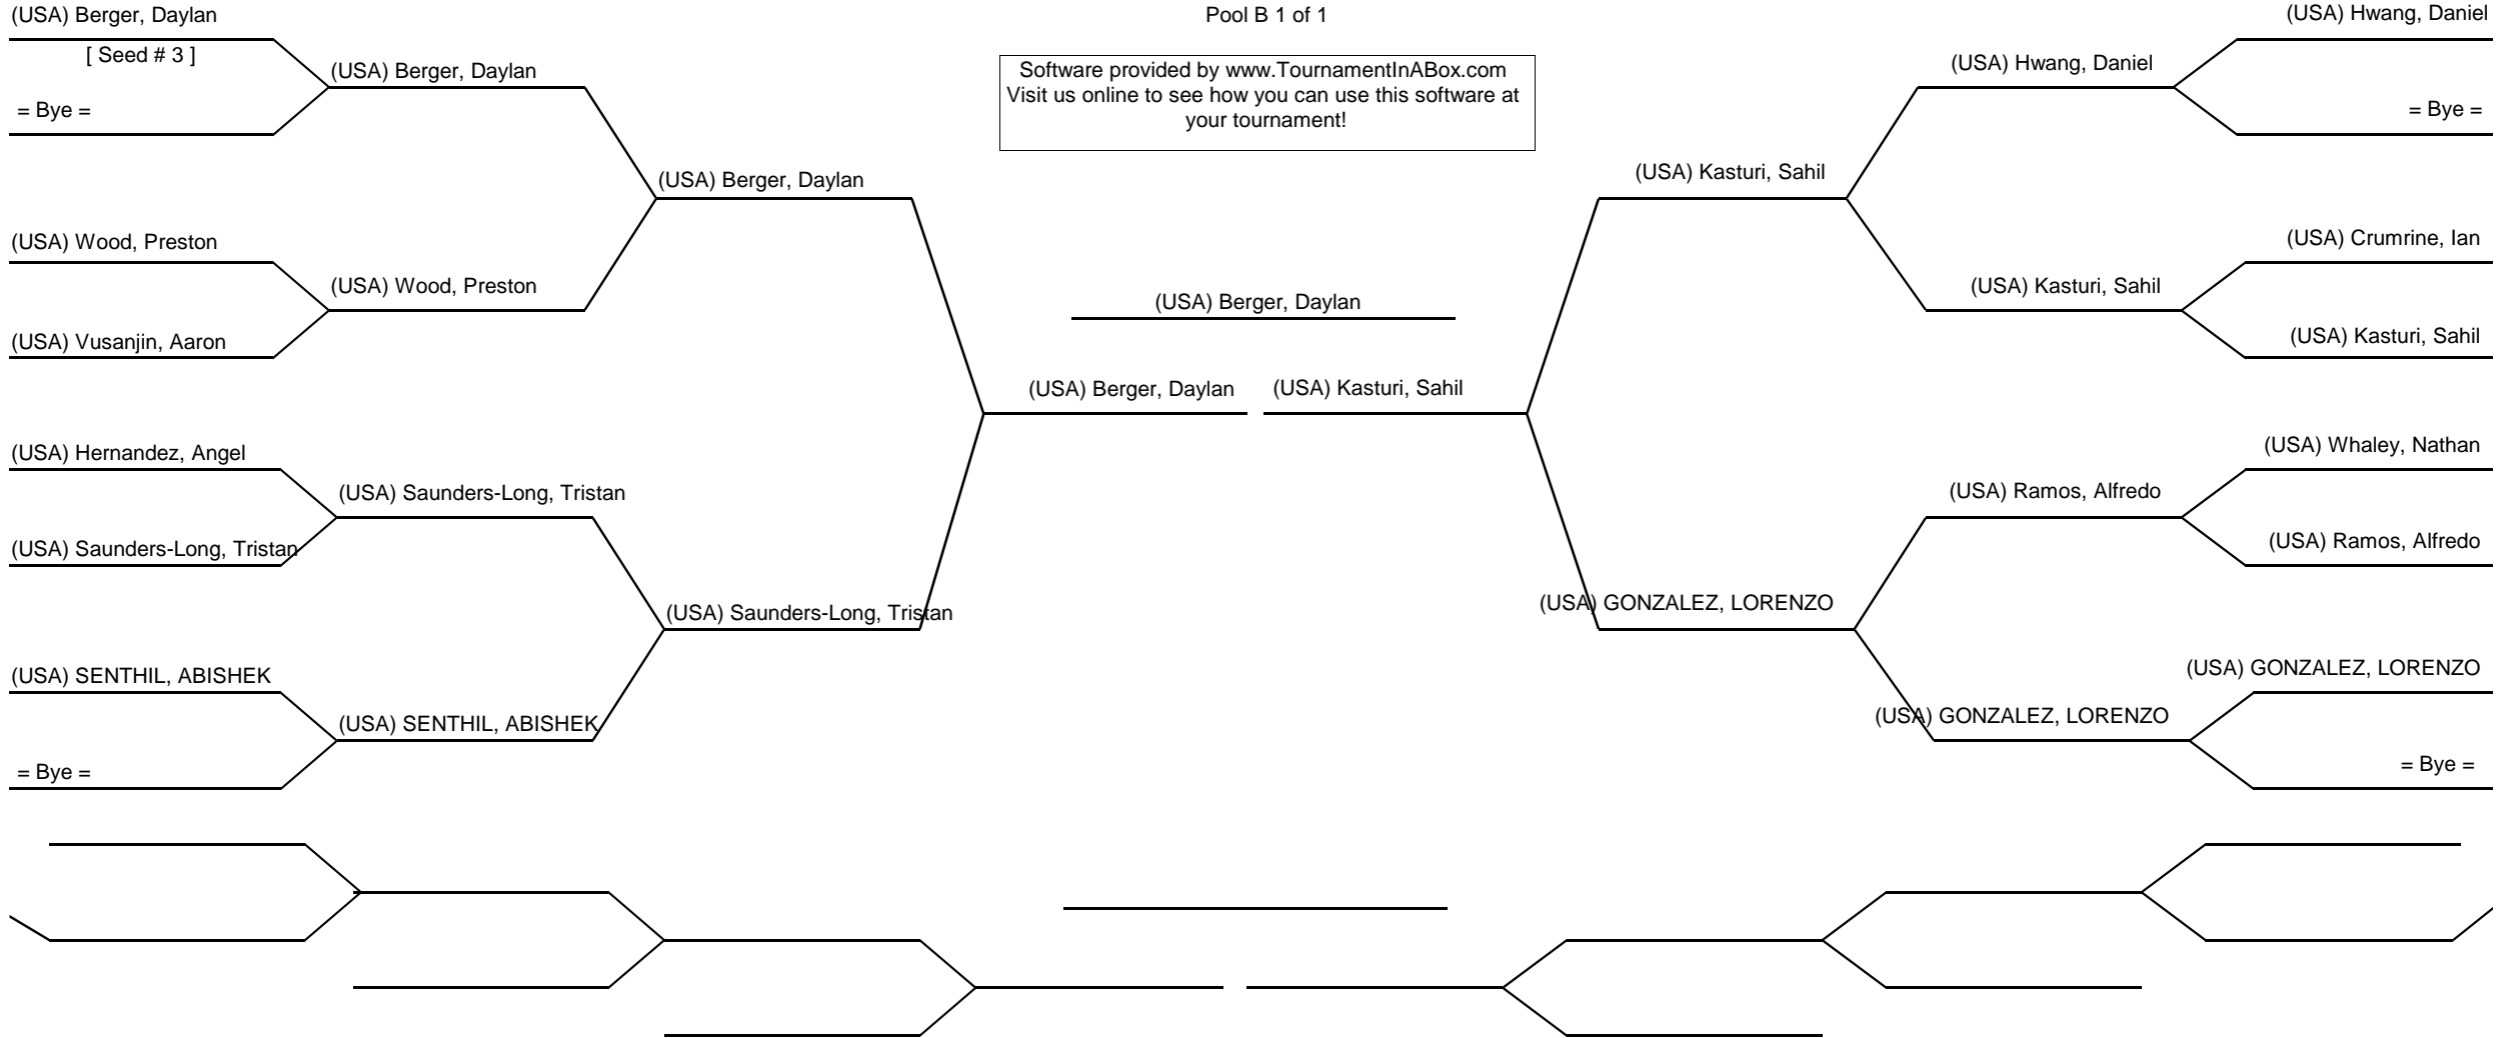 (USA) Berger, Daylan
[ Seed # 3 ]
= Bye =
(USA) Wood, Preston
(USA) Vusanjin, Aaron
(USA) Hernandez, Angel
(USA) Saunders-Long, Tristan
(USA) SENTHIL, ABISHEK
= Bye =
(USA) Berger, Daylan
(USA) Wood, Preston
(USA) Saunders-Long, Tristan
(USA) SENTHIL, ABISHEK
(USA) Berger, Daylan
(USA) Saunders-Long, Tristan
Pool B 1 of 1
Software provided by www.TournamentInABox.com
Visit us online to see how you can use this software at
your tournament!
(USA) Berger, Daylan
(USA) Berger, Daylan
(USA) Kasturi, Sahil
(USA) Kasturi, Sahil
(USA) GONZALEZ, LORENZO
(USA) Hwang, Daniel
(USA) Kasturi, Sahil
(USA) Ramos, Alfredo
(USA) GONZALEZ, LORENZO
(USA) Hwang, Daniel
= Bye =
(USA) Crumrine, Ian
(USA) Kasturi, Sahil
(USA) Whaley, Nathan
(USA) Ramos, Alfredo
(USA) GONZALEZ, LORENZO
= Bye =